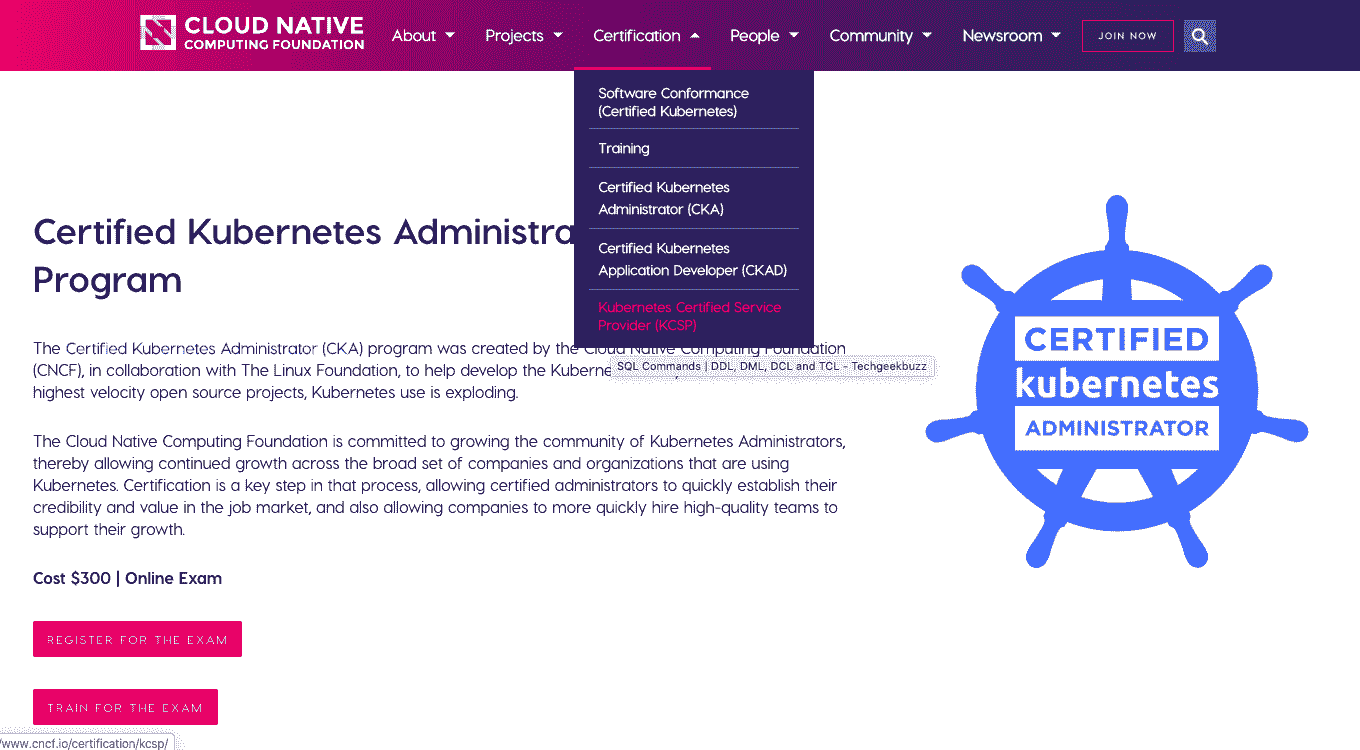 CLOUD NATIVE
COMPUTING FOUNDATION
About
Projects
Certification
People
Community
Newsroom
JOIN NOW
Software Conformance
(Certified Kubernetes)
Training
Certified Kubernetes
Administrator (CKA)
Certified Kubernetes
Application Developer (CKAD)
Kubernetes Certified Service
Provider (KCSP)
SQL Commands | DDL, DML, DCL and TCL - Techgeekbuzz
Certified Kubernetes Administra
Program
The Certified Kubernetes Administrator (CKA) program was created by the Cloud Native Computing Foundation
(CNCF), in collaboration with The Linux Foundation, to help develop the Kuberne
highest velocity open source projects, Kubernetes use is exploding.
The Cloud Native Computing Foundation is committed to growing the community of Kubernetes Administrators,
thereby allowing continued growth across the broad set of companies and organizations that are using
Kubernetes. Certification is a key step in that process, allowing certified administrators to quickly establish their
credibility and value in the job market, and also allowing companies to more quickly hire high-quality teams to
support their growth.
Cost $300 | Online Exam
REGISTER FOR THE EXAM
TRAIN FOR THE EXAM
CERTIFIED
kubernetes
ADMINISTRATOR
/www.cncf.io/certification/kcsp/